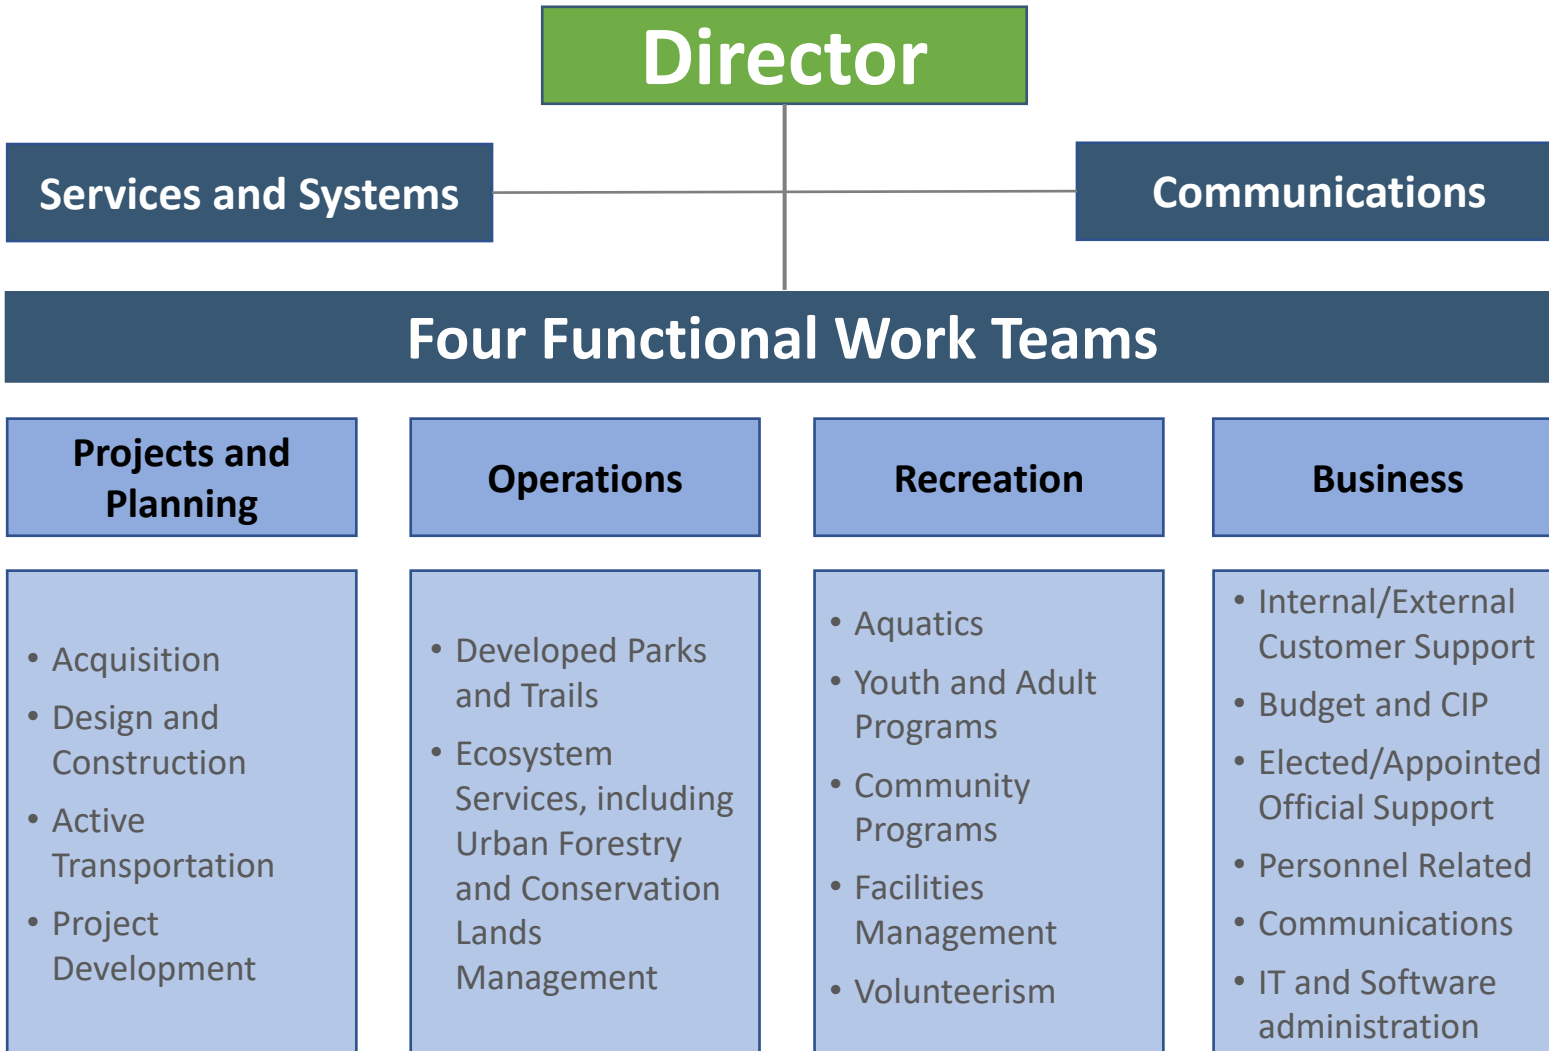 Director
Services and Systems
Communications
Four Functional Work Teams
Projects and
Planning
Operations
Recreation
Business
• Acquisition
• Design and
Construction
• Active
Transportation
• Project
Development
• Developed Parks
and Trails
• Ecosystem
Services, including
Urban Forestry
and Conservation
Lands
Management
• Aquatics
• Youth and Adult
Programs
• Community
Programs
• Facilities
Management
• Volunteerism
• Internal/External
Customer Support
• Budget and CIP
• Elected/Appointed
Official Support
• Personnel Related
• Communications
• IT and Software
administration